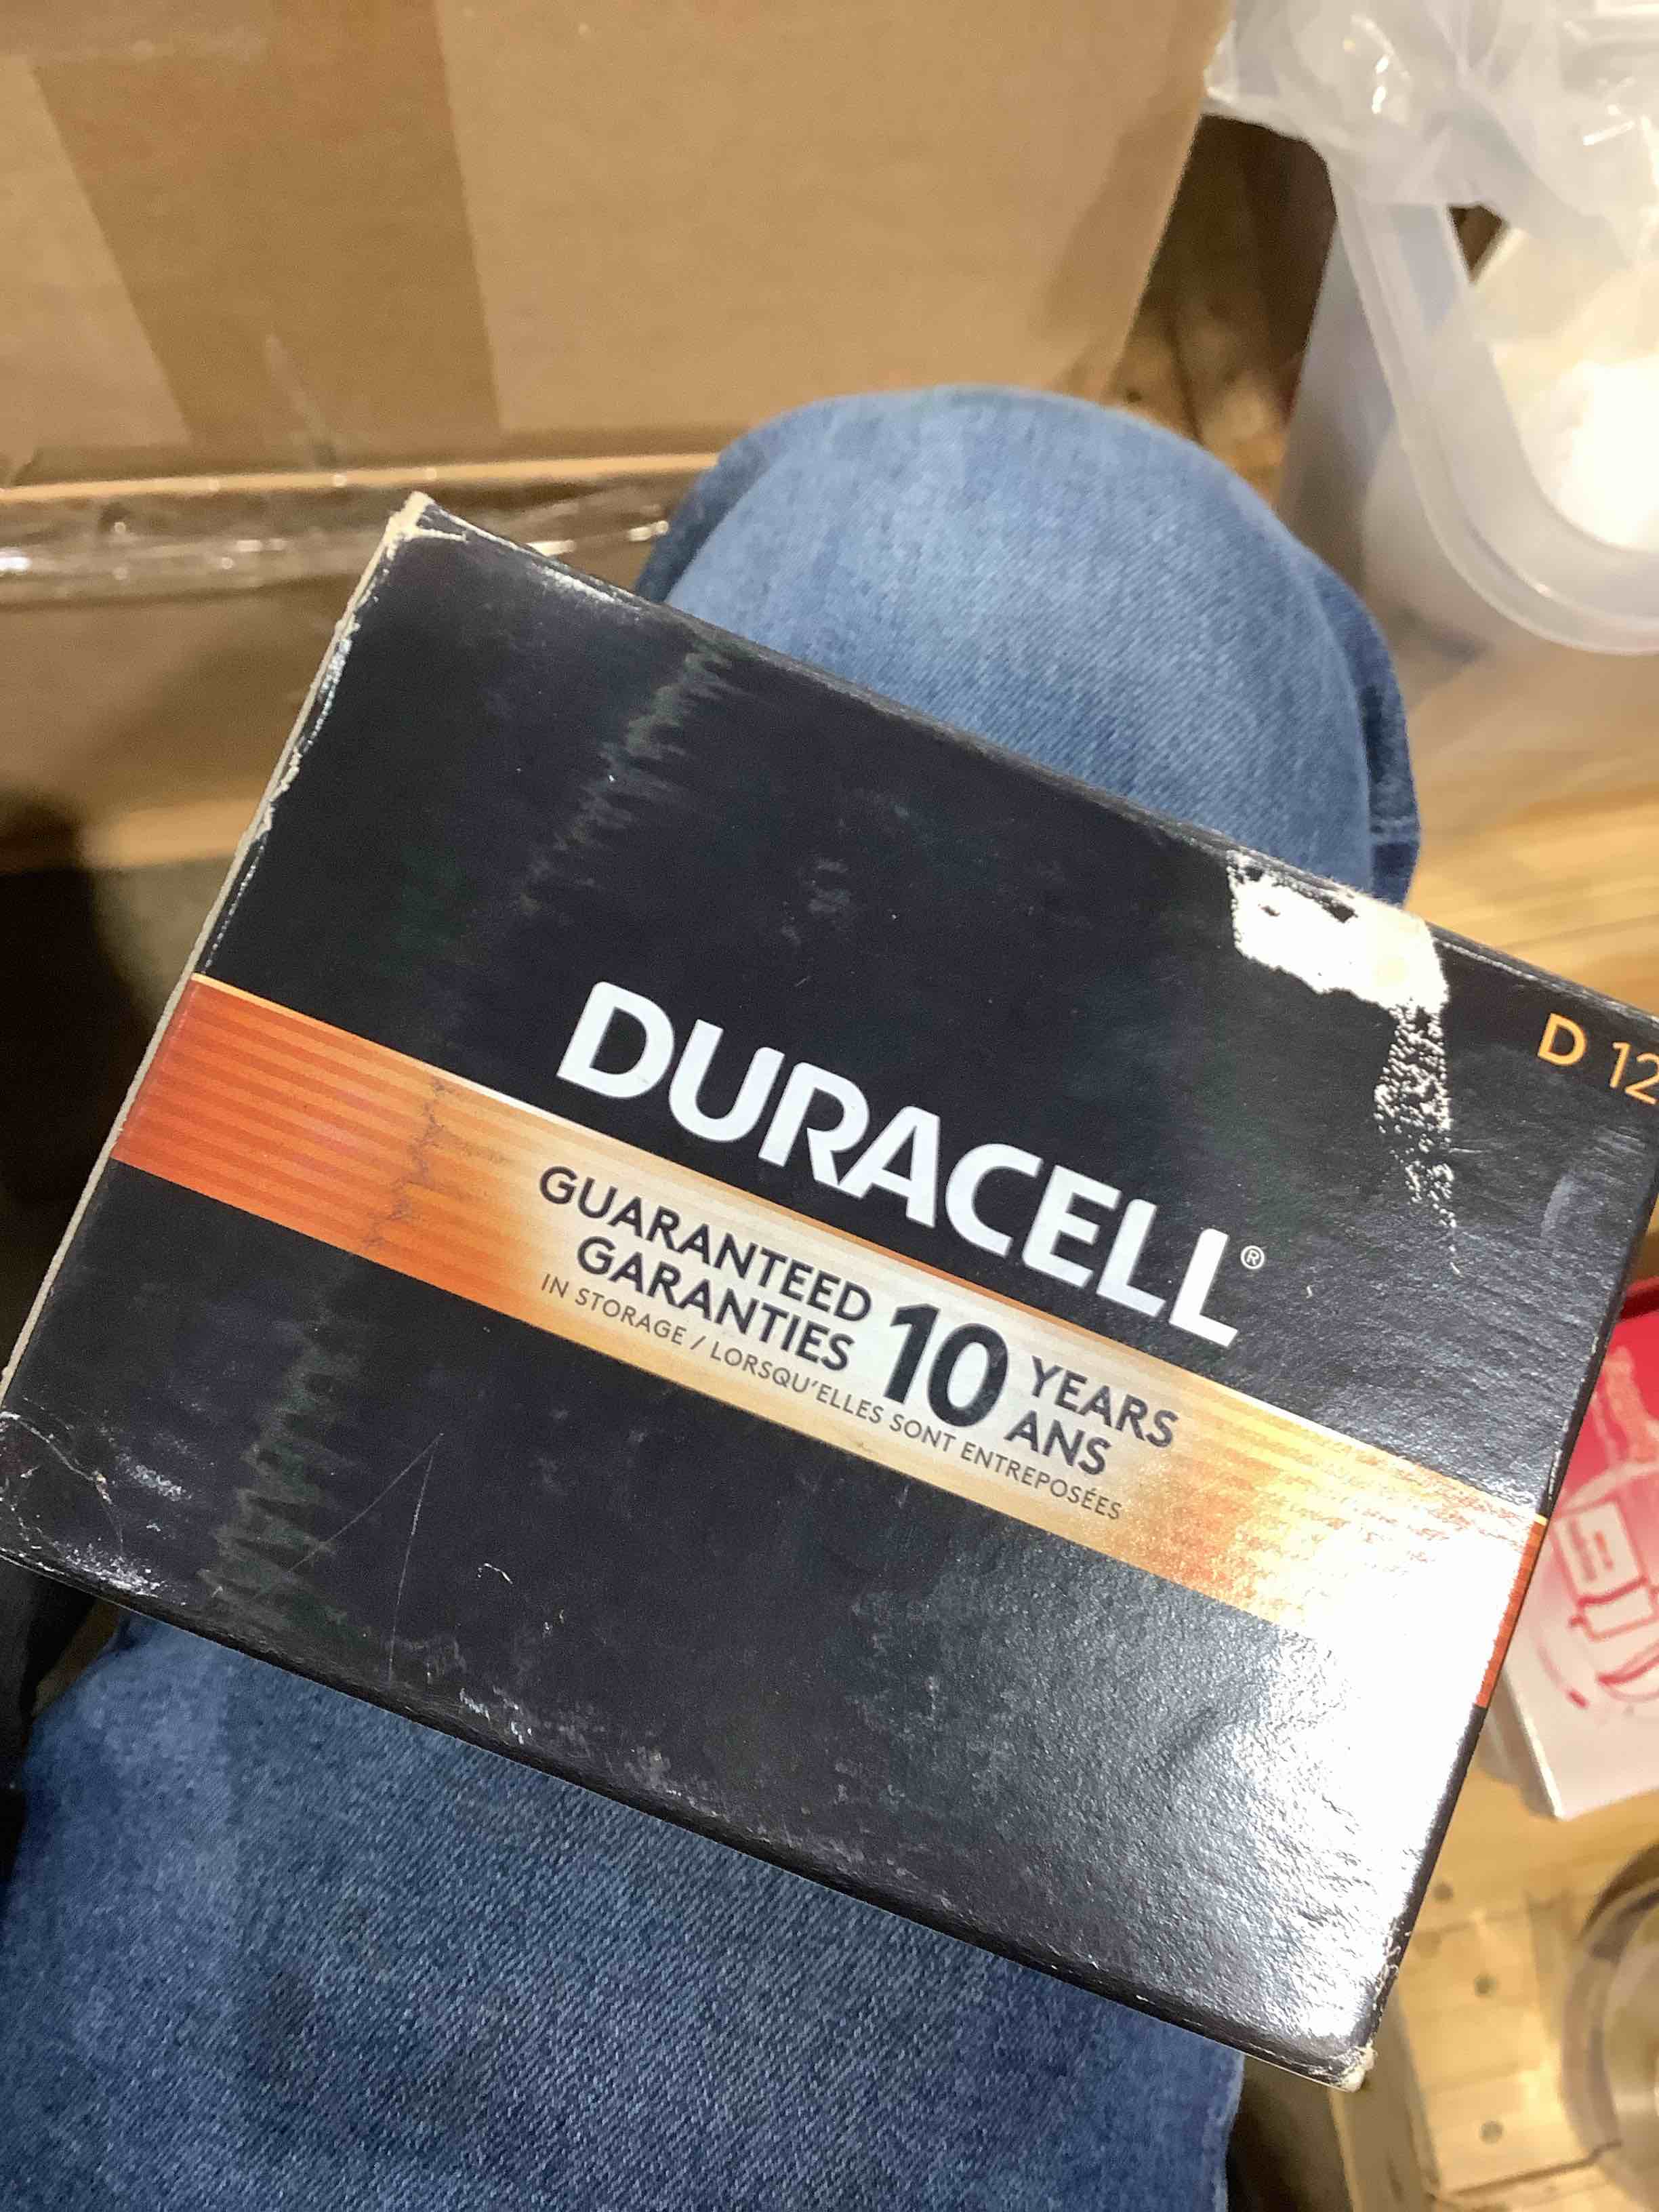 D 12
DURACELL®
GUARANTEED
GARANTIES
10
YEARS
ANS
IN STORAGE / LORSQU'ELLES SONT ENTREPOSÉES